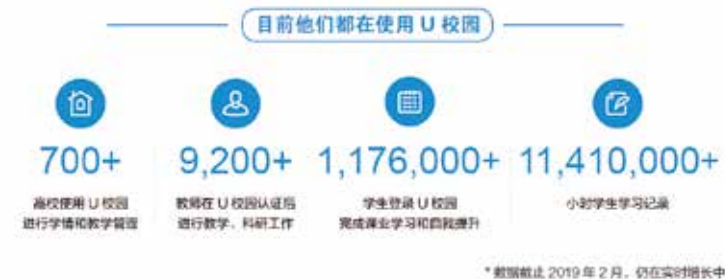 目前他们都在使用 U 校园
700+
高校使用 U 校园
进行学情和教学管理
9,200+
教师在 U 校园认证后
进行教学、科研工作
1,176,000+
学生登录 U 校园
完成课业学习和自我提升
11,410,000+
小时学生学习记录
*数据截止 2019 年 2 月，仍在实时增长中